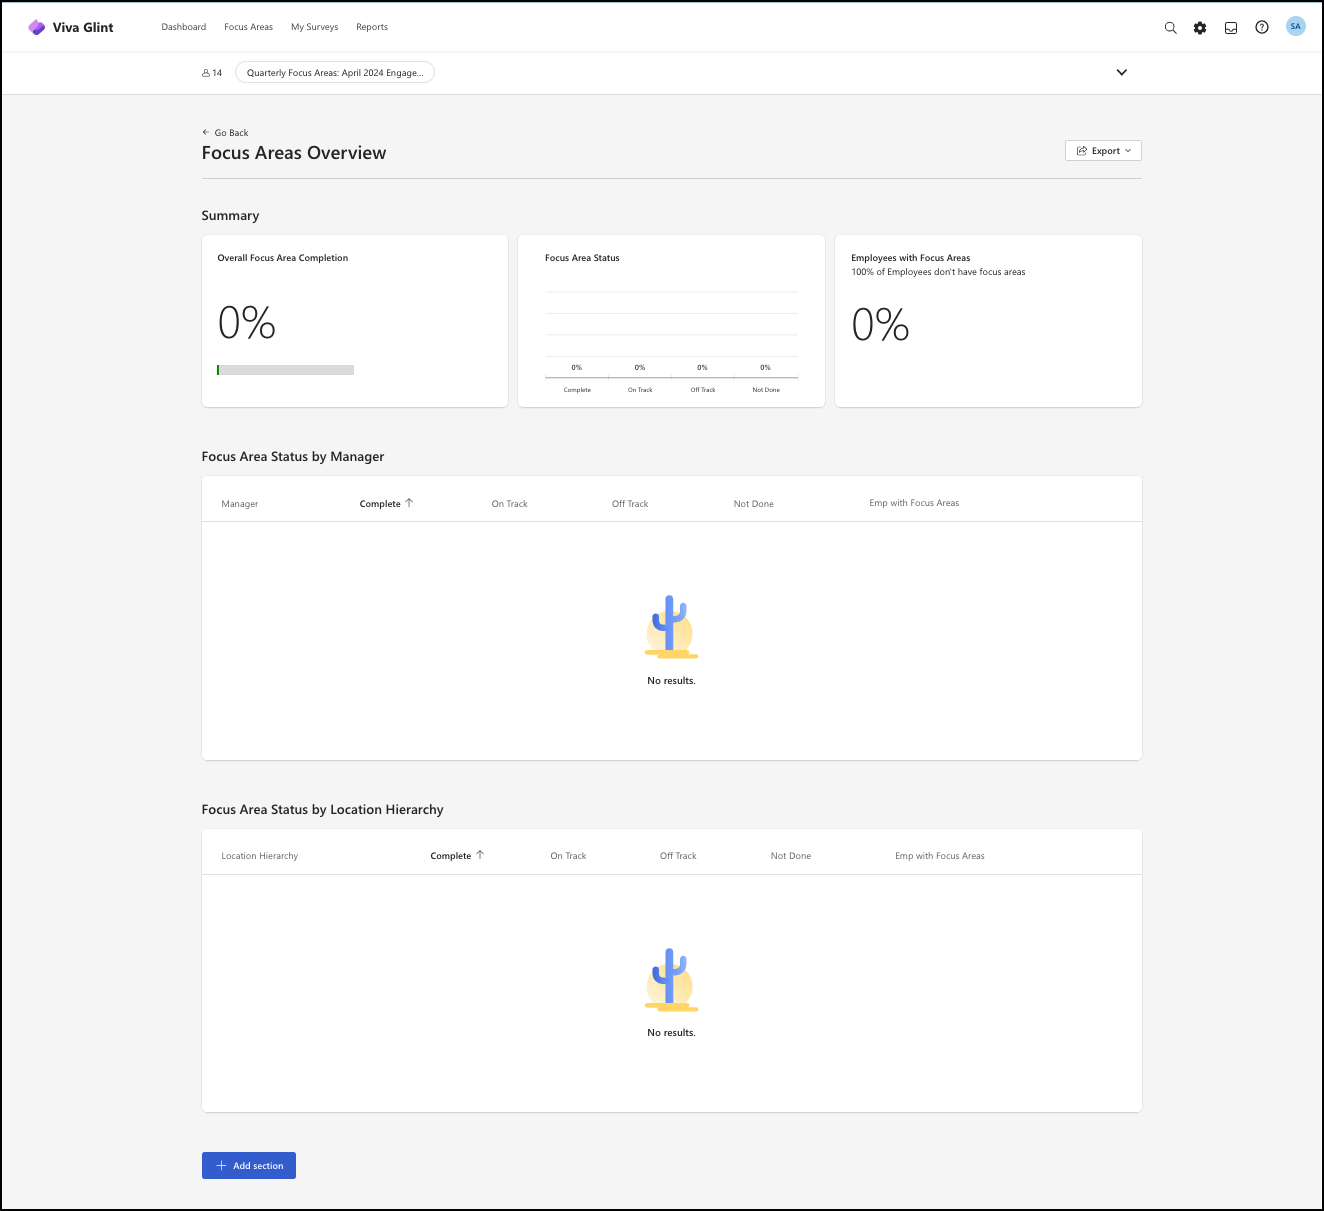 Viva Glint
Dashboard
Focus Areas
My Surveys
Reports
SA
14
Quarterly Focus Areas: April 2024 Engage...
Go Back
Focus Areas Overview
Export
Summary
Overall Focus Area Completion
0%
Focus Area Status
0% 0% 0% 0%
Complete On Track Off Track Not Done
Employees with Focus Areas
100% of Employees don't have focus areas
0%
Focus Area Status by Manager
Manager Complete On Track Off Track Not Done Emp with Focus Areas
No results.
Focus Area Status by Location Hierarchy
Location Hierarchy Complete On Track Off Track Not Done Emp with Focus Areas
No results.
Add section